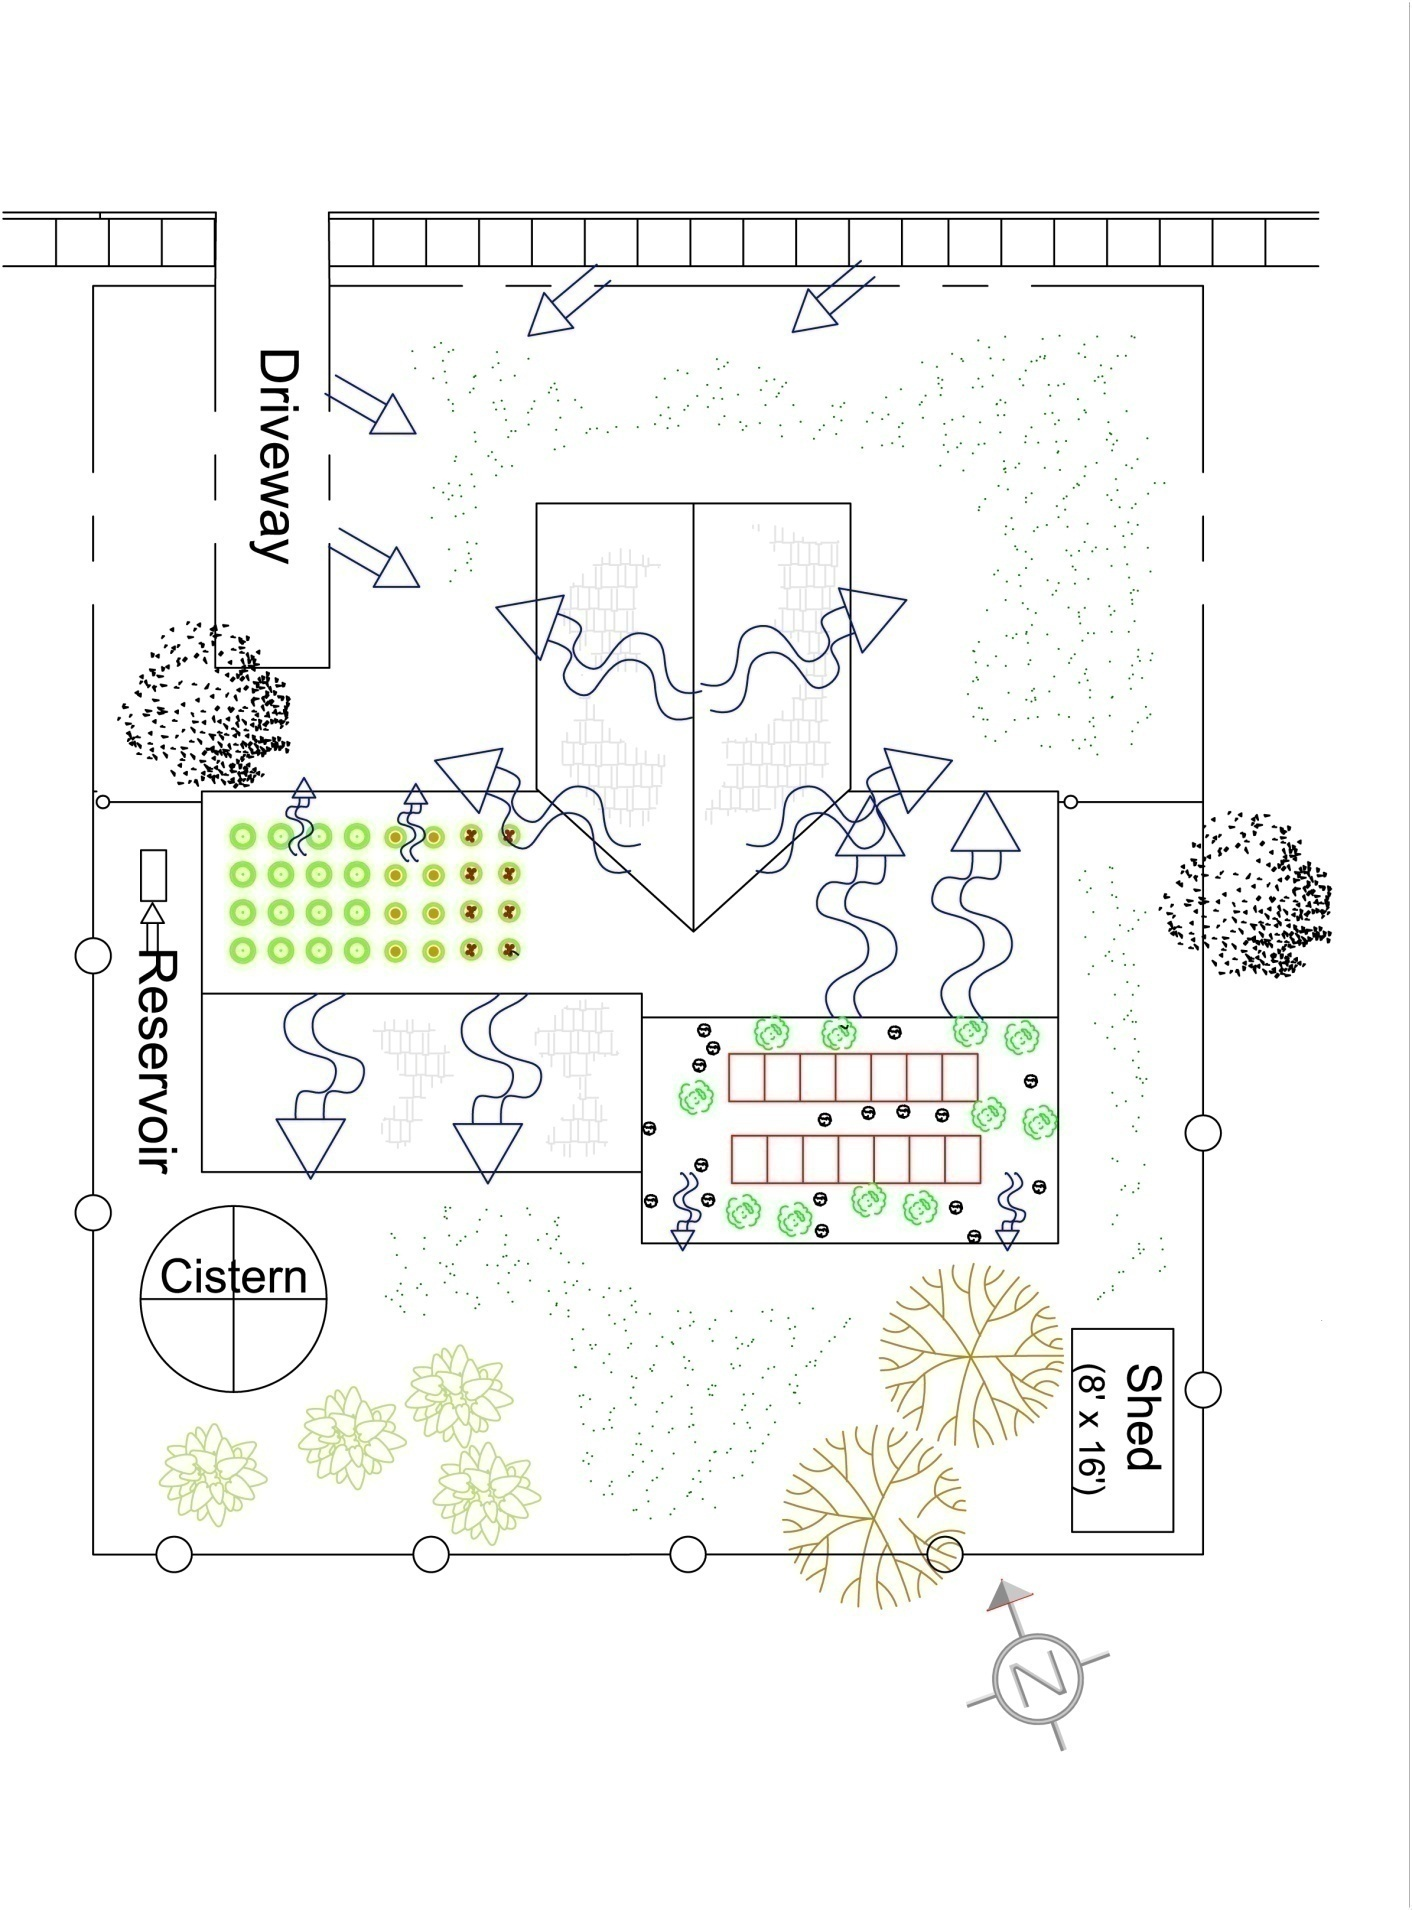 Driveway
Reservoir
Cistern
Shed
(8' x 16')
N